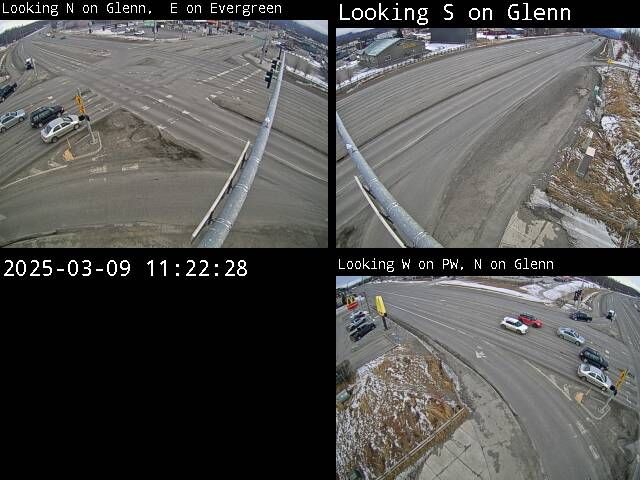 Looking N on Glenn,  E on Evergreen
Looking S on Glenn
2025-03-09 11:22:28
Looking W on PW, N on Glenn